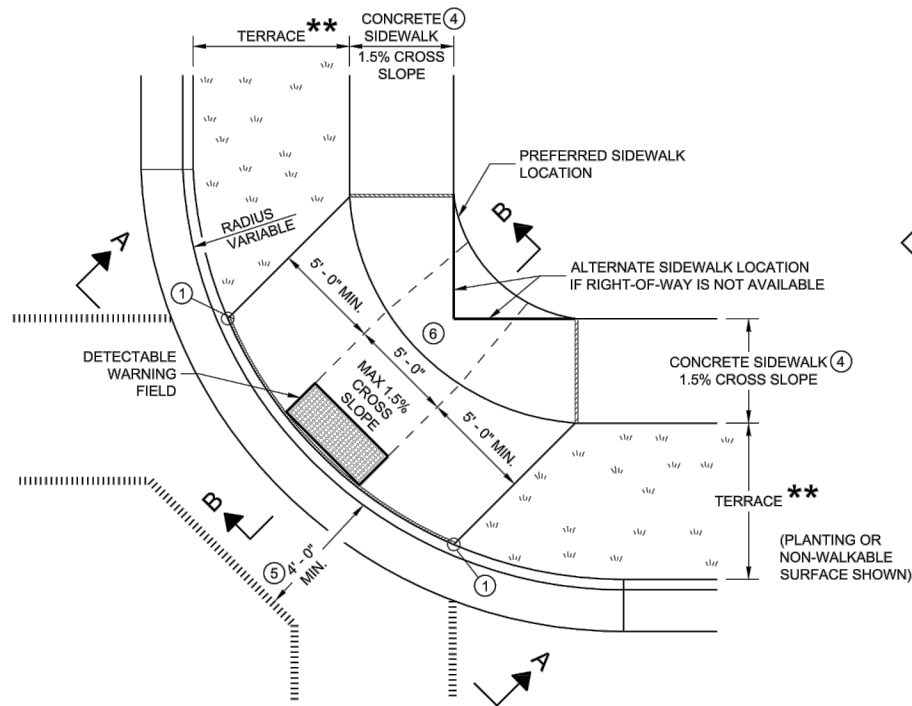 TERRACE **
CONCRETE ④
SIDEWALK
1.5% CROSS
SLOPE
PREFERRED SIDEWALK
LOCATION
B
A
RADIUS
VARIABLE
ALTERNATE SIDEWALK LOCATION
IF RIGHT-OF-WAY IS NOT AVAILABLE
①
5' - 0" MIN.
⑥
DETECTABLE
WARNING
FIELD
5' - 0"
MAX 1.5%
CROSS
SLOPE
5' - 0" MIN.
CONCRETE SIDEWALK ④
1.5% CROSS SLOPE
B
TERRACE **
(PLANTING OR
NON-WALKABLE
SURFACE SHOWN)
⑤ 4' - 0"
MIN.
①
A